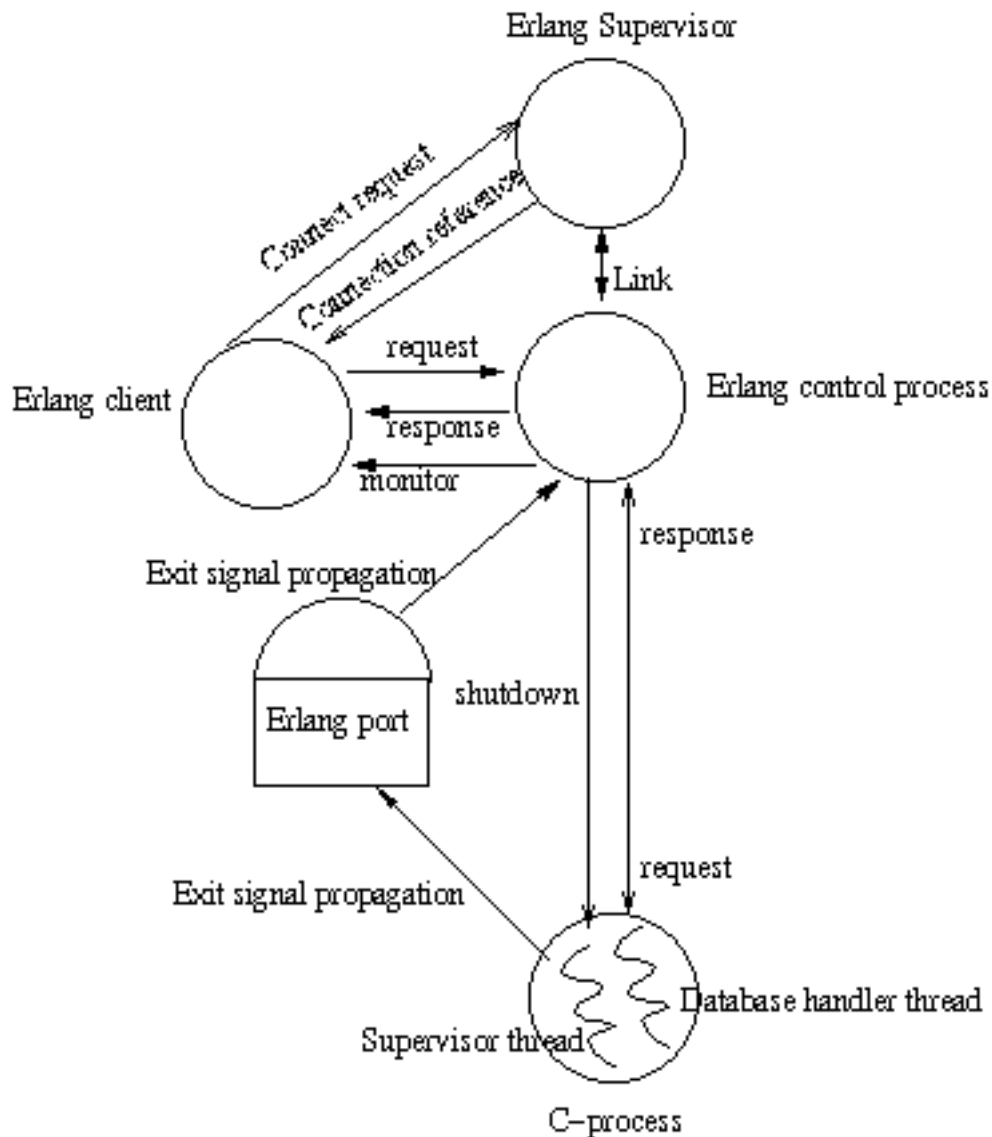 Erlang Supervisor
Connect request
Connection reference
Link
request
Erlang client
Erlang control process
response
monitor
response
Exit signal propagation
shutdown
Erlang port
request
Exit signal propagation
Database handler thread
Supervisor thread
C-process